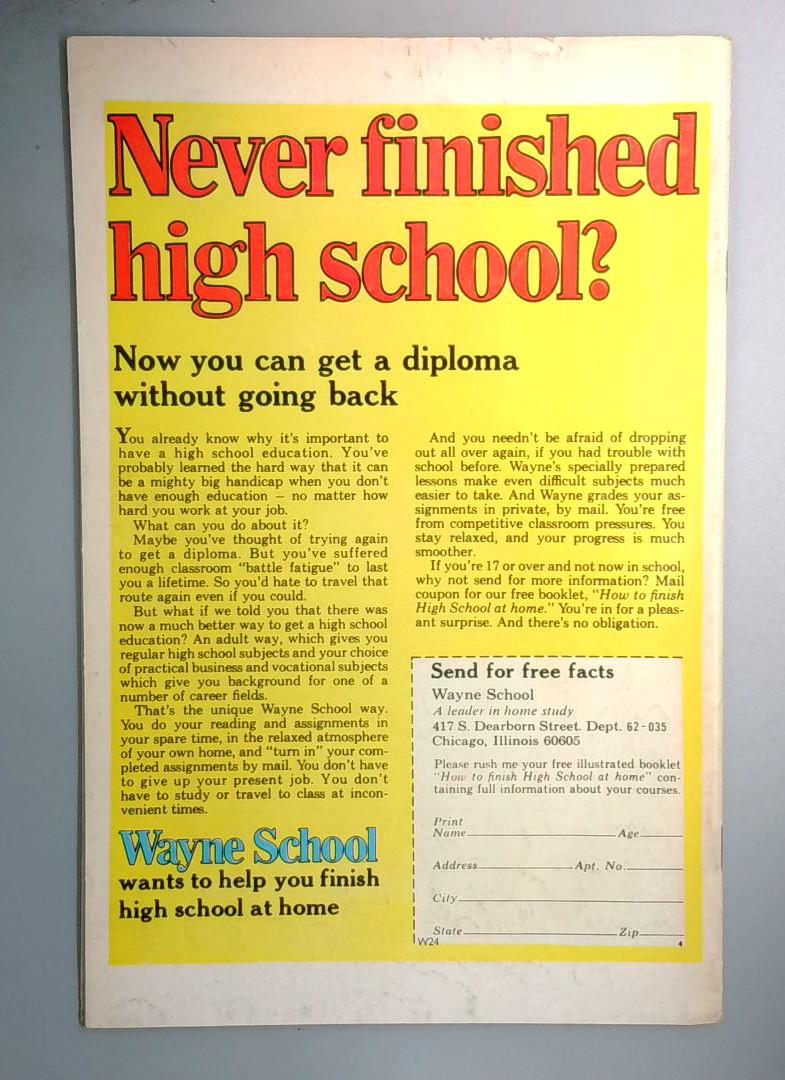 Never finished
high school?
Now you can get a diploma
without going back
You already know why it's important to
have a high school education. You've
probably learned the hard way that it can
be a mighty big handicap when you don't
have enough education — no matter how
hard you work at your job.
What can you do about it?
Maybe you've thought of trying again
to get a diploma. But you've suffered
enough classroom "battle fatigue" to last
you a lifetime. So you'd hate to travel that
route again even if you could.
But what if we told you that there was
now a much better way to get a high school
education? An adult way, which gives you
regular high school subjects and your choice
of practical business and vocational subjects
which give you background for one of a
number of career fields.
That's the unique Wayne School way.
You do your reading and assignments in
your spare time, in the relaxed atmosphere
of your own home, and "turn in" your com-
pleted assignments by mail. You don't have
to give up your present job. You don't
have to study or travel to class at incon-
venient times.
Wayne School
wants to help you finish
high school at home
And you needn't be afraid of dropping
out all over again, if you had trouble with
school before. Wayne's specially prepared
lessons make even difficult subjects much
easier to take. And Wayne grades your as-
signments in private, by mail. You're free
from competitive classroom pressures. You
stay relaxed, and your progress is much
smoother.
If you're 17 or over and not now in school,
why not send for more information? Mail
coupon for our free booklet, "How to finish
High School at home." You're in for a pleas-
ant surprise. And there's no obligation.
Send for free facts
Wayne School
A leader in home study
417 S. Dearborn Street. Dept. 62-035
Chicago, Illinois 60605
Please rush me your free illustrated booklet
"How to finish High School at home" con-
taining full information about your courses.
Print
Name Age
Address Apt. No.
City
State Zip
W24 4